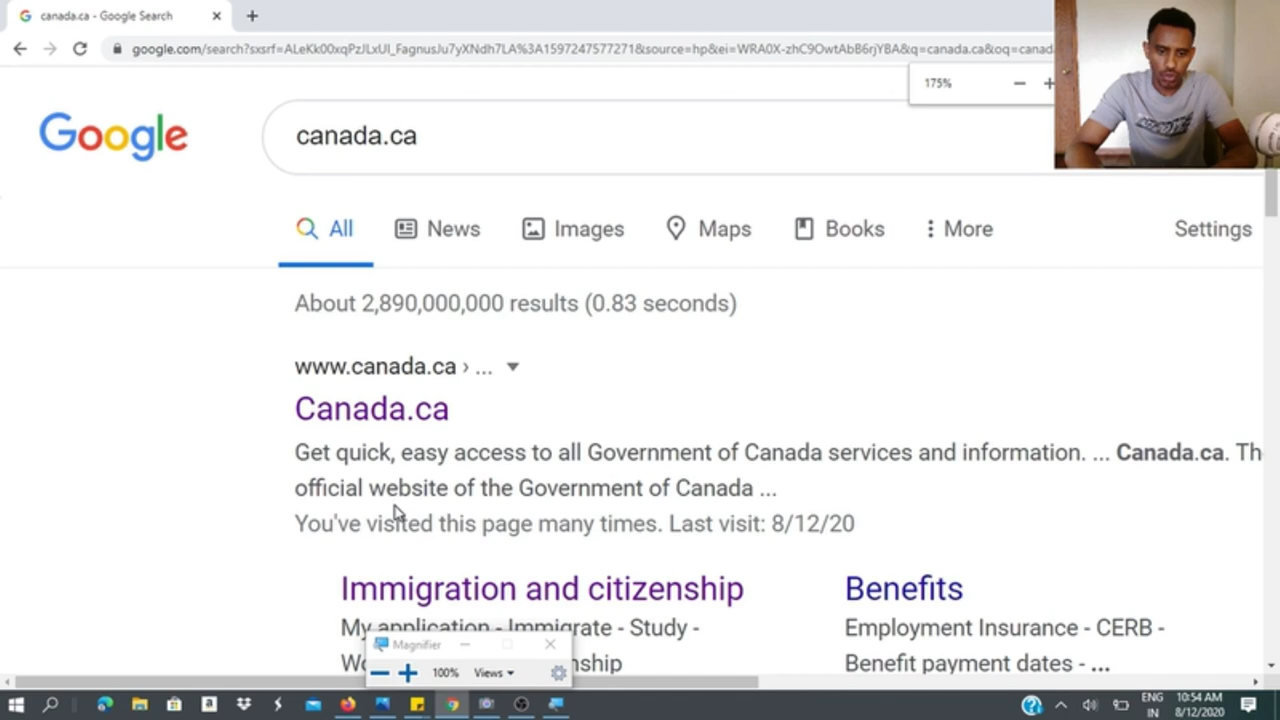 canada.ca - Google Search
google.com/search?sxsrf=ALeKk00xqPzJLxUI_FagnusJu7yXNdh7LA%3A1597247577271&source=hp&ei=WRA0X-zhC9OwtAbB6rjYBA&q=canada.ca&oq=canad
175%
Google
canada.ca
All News Images Maps Books More Settings
About 2,890,000,000 results (0.83 seconds)
www.canada.ca › ...
Canada.ca
Get quick, easy access to all Government of Canada services and information. ... Canada.ca. Th
official website of the Government of Canada ...
You've visited this page many times. Last visit: 8/12/20
Immigration and citizenship Benefits
My application - Immigrate - Study - Employment Insurance - CERB -
Wo nship Benefit payment dates - ...
Magnifier
100% Views
ENG 10:54 AM
IN 8/12/2020